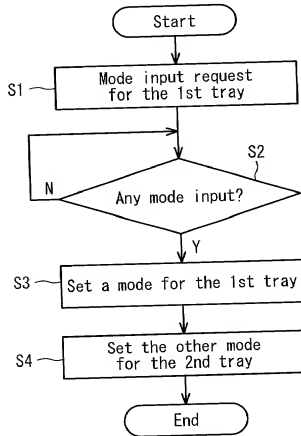 Start
S1
Mode input request
for the 1st tray
S2
N
Any mode input?
Y
S3
Set a mode for the 1st tray
S4
Set the other mode
for the 2nd tray
End